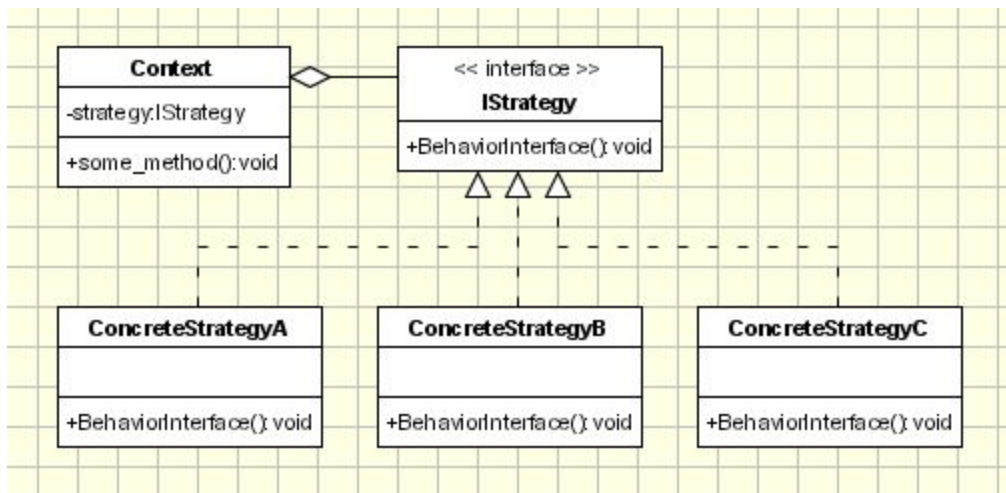 Context
-strategy:IStrategy
+some_method():void
<< interface >>
IStrategy
+BehaviorInterface():void
ConcreteStrategyA
+BehaviorInterface():void
ConcreteStrategyB
+BehaviorInterface():void
ConcreteStrategyC
+BehaviorInterface():void